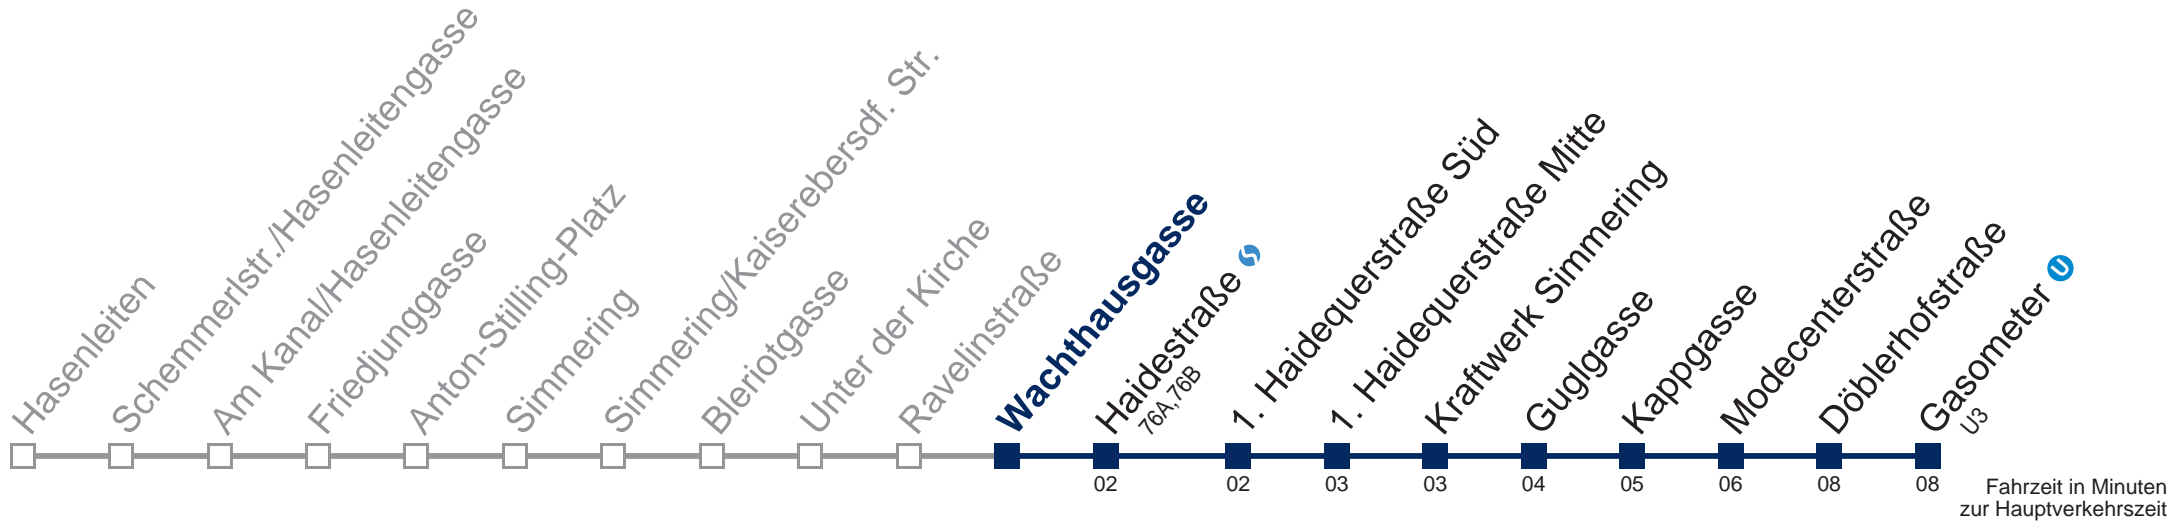 Hasenleiten
Schemmerlstr./Hasenleitengasse
Am Kanal/Hasenleitengasse
Friedjunggasse
Anton-Stilling-Platz
Simmering
Simmering/Kaiserebersdf. Str.
Bleriotgasse
Unter der Kirche
Ravelinstraße
Wachthausgasse
Haidestraße S
76A,76B
1. Haidequerstraße Süd
1. Haidequerstraße Mitte
Kraftwerk Simmering
Guglgasse
Kappgasse
Modecenterstraße
Döblerhofstraße
Gasometer U
U3
02 02 03 03 04 05 06 08 08
Fahrzeit in Minuten
zur Hauptverkehrszeit